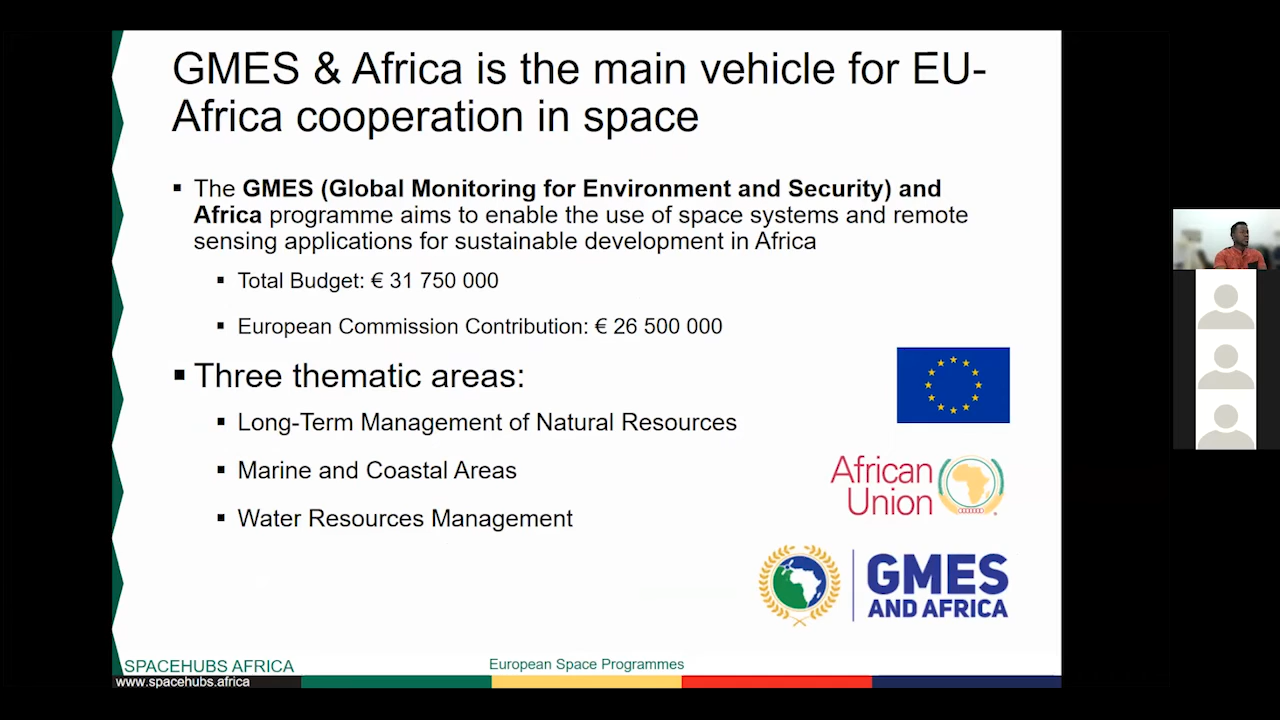 GMES & Africa is the main vehicle for EU-
Africa cooperation in space
▪ The GMES (Global Monitoring for Environment and Security) and
Africa programme aims to enable the use of space systems and remote
sensing applications for sustainable development in Africa
▪ Total Budget: € 31 750 000
▪ European Commission Contribution: € 26 500 000
▪ Three thematic areas:
▪ Long-Term Management of Natural Resources
▪ Marine and Coastal Areas
▪ Water Resources Management
African
Union
GMES
AND AFRICA
SPACEHUBS AFRICA
European Space Programmes
www.spacehubs.africa